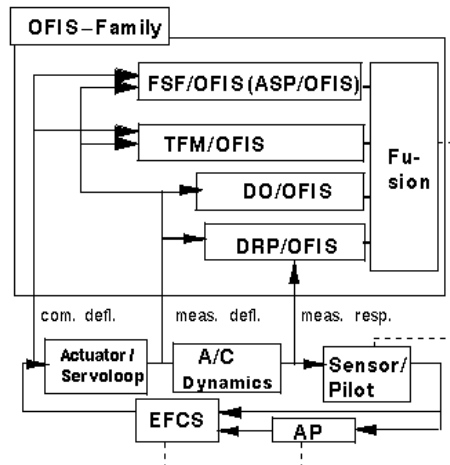 OFIS-Family
FSF/OFIS(ASP/OFIS)
TFM/OFIS
Fu-
sion
DO/OFIS
DRP/OFIS
com. defl.
meas. defl.
meas. resp.
Actuator/
Servoloop
A/C
Dynamics
Sensor/
Pilot
EFCS
AP